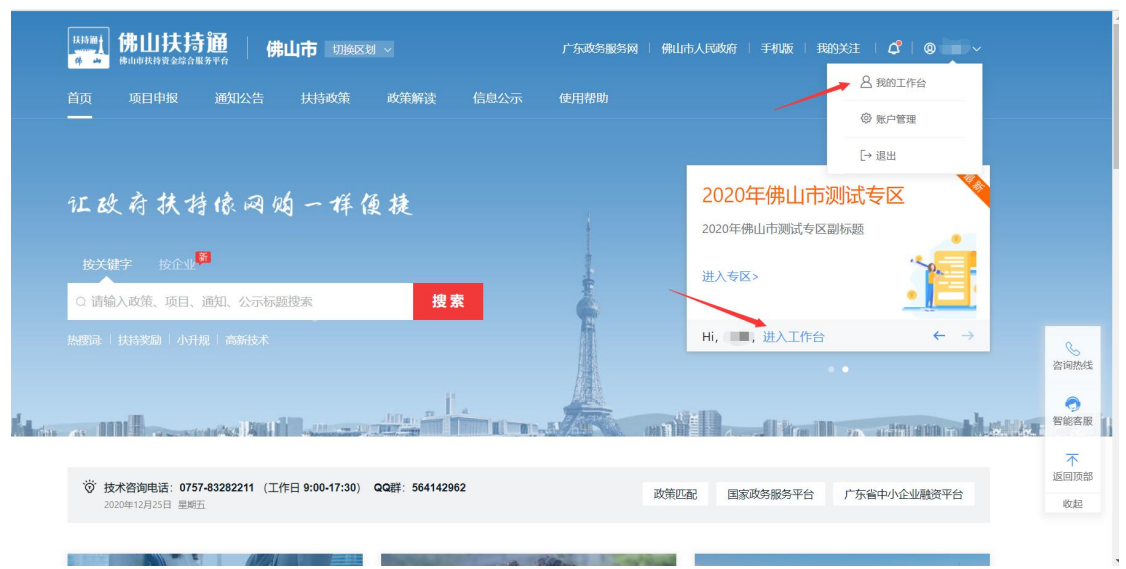 扶持通
佛山
佛山扶持通
佛山市扶持资金综合服务平台
佛山市 切换区划
广东政务服务网 佛山市人民政府 手机版 我的关注
首页 项目申报 通知公告 扶持政策 政策解读 信息公示 使用帮助
我的工作台
账户管理
退出
让政府扶持像网购一样便捷
最新
2020年佛山市测试专区
2020年佛山市测试专区副标题
进入专区>
按关键字 按企业 新
请输入政策、项目、通知、公示标题搜索 搜索
热搜词 扶持奖励 小升规 高新技术
Hi, , 进入工作台
咨询热线
智能客服
返回顶部
收起
技术咨询电话: 0757-83282211 (工作日 9:00-17:30) QQ群: 564142962
2020年12月25日 星期五
政策匹配 国家政务服务平台 广东省中小企业融资平台